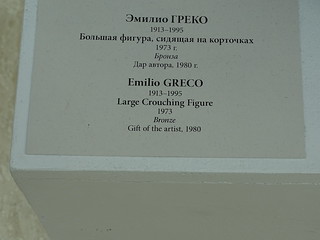 Эмилио ГРЕКО
1913–1995
Большая фигура, сидящая на корточках
1973 г.
Бронза
Дар автора, 1980 г.
Emilio GRECO
1913–1995
Large Crouching Figure
1973
Bronze
Gift of the artist, 1980